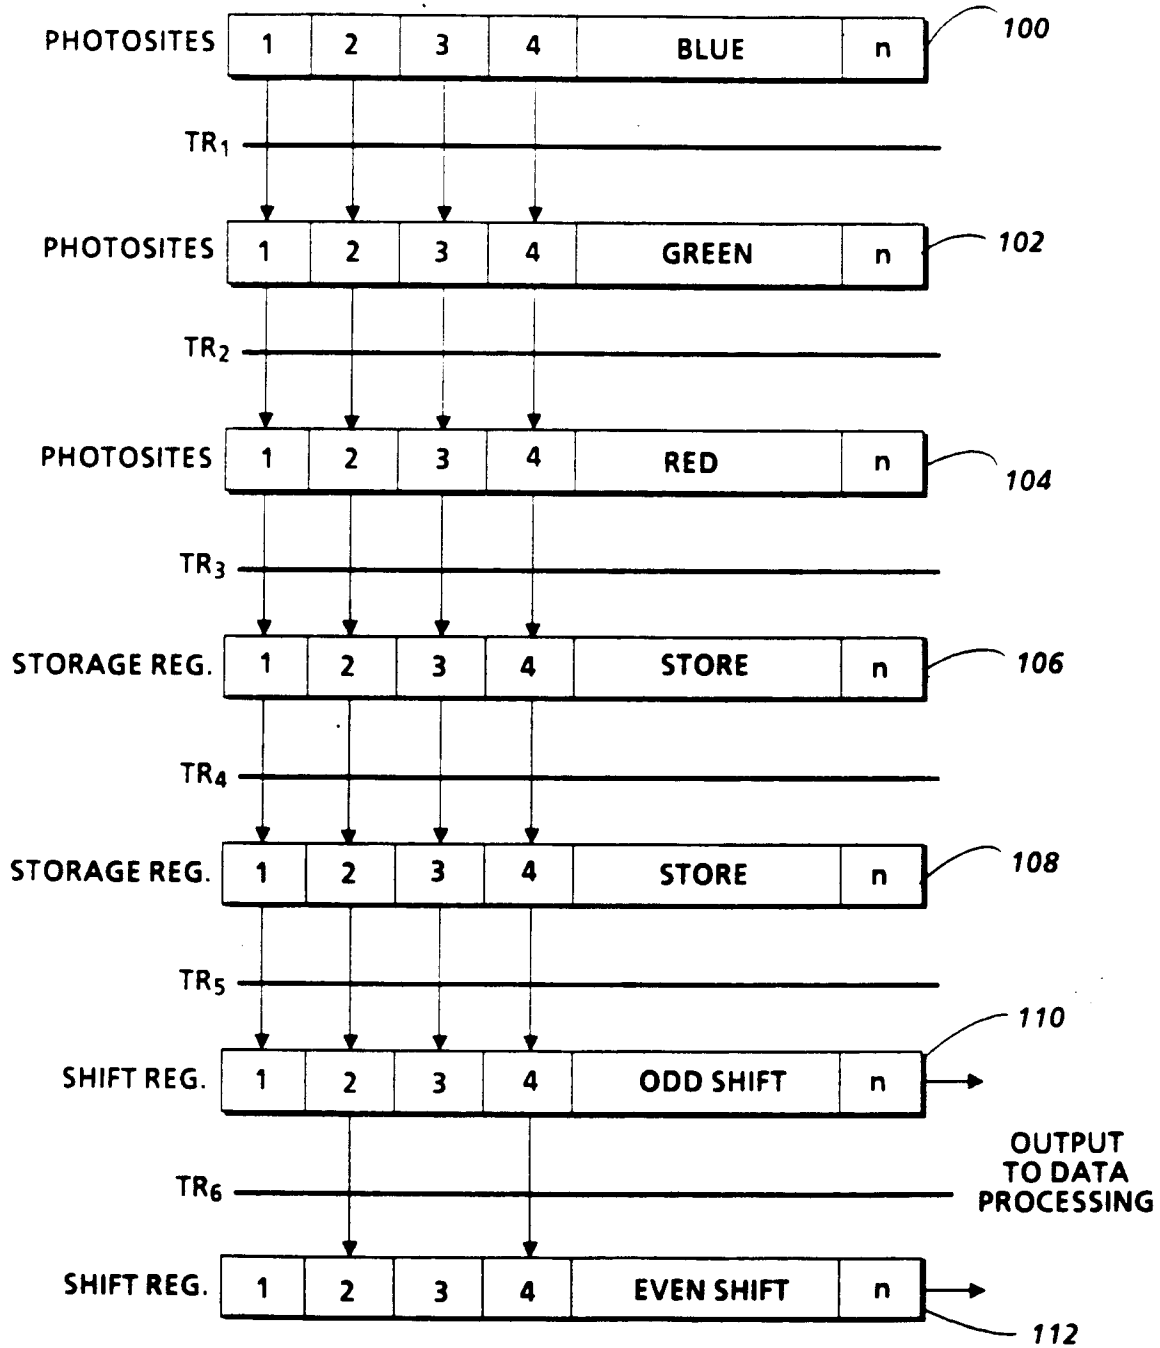 PHOTOSITES 1 2 3 4 BLUE n 100
TR1
PHOTOSITES 1 2 3 4 GREEN n 102
TR2
PHOTOSITES 1 2 3 4 RED n 104
TR3
STORAGE REG. 1 2 3 4 STORE n 106
TR4
STORAGE REG. 1 2 3 4 STORE n 108
TR5
SHIFT REG. 1 2 3 4 ODD SHIFT n 110
OUTPUT
TO DATA
PROCESSING
TR6
SHIFT REG. 1 2 3 4 EVEN SHIFT n 112